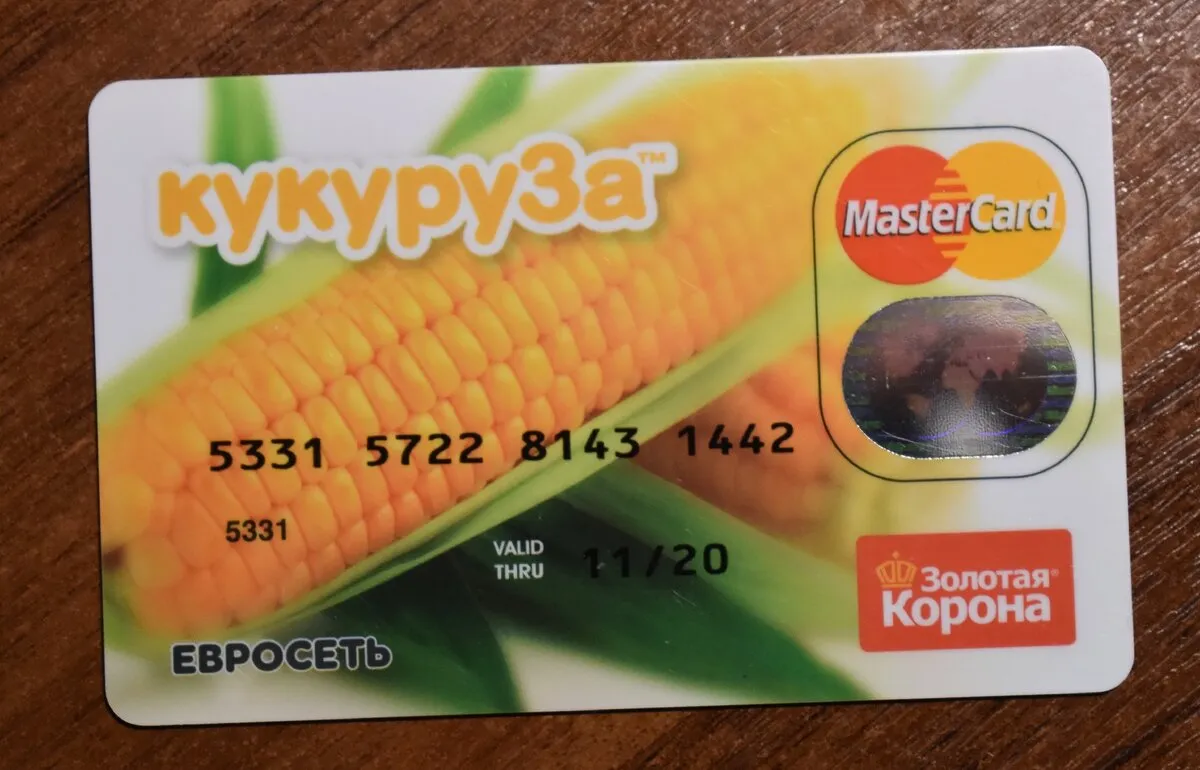 кукуруза™
MasterCard
5331 5722 8143 1442
5331
VALID
THRU
11/20
Золотая®
Корона
ЕВРОСЕТЬ